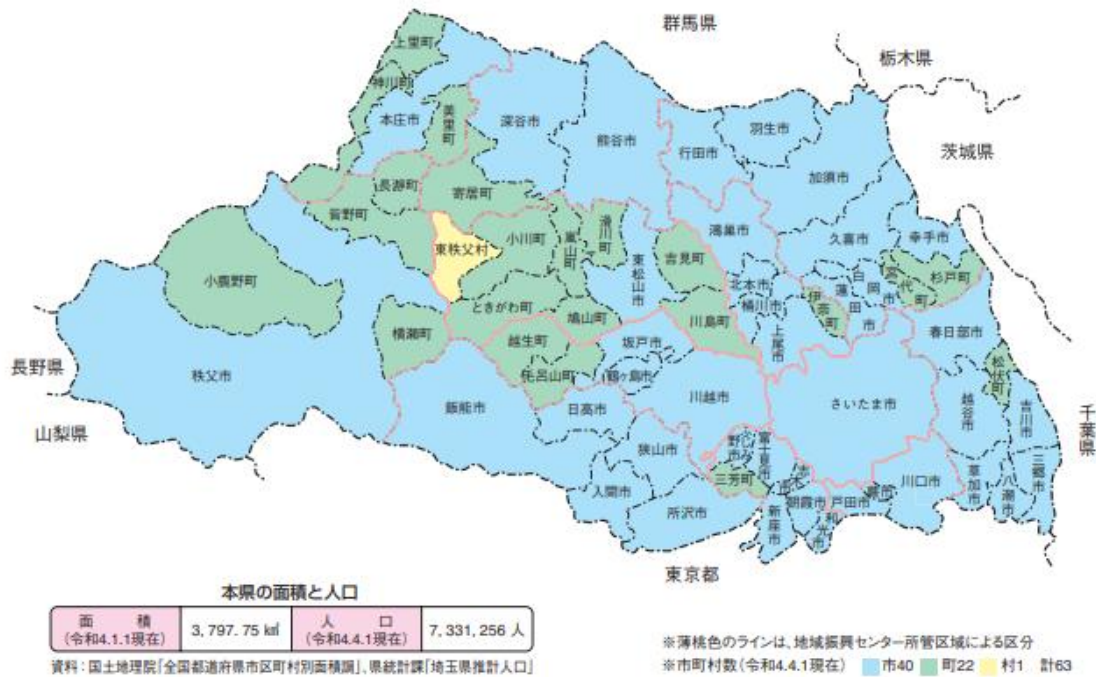 群馬県
栃木県
茨城県
千葉県
東京都
山梨県
長野県
上里町
神川町
本庄市
美里町
深谷市
熊谷市
行田市
羽生市
加須市
長瀞町
皆野町
寄居町
東秩父村
小川町
嵐山町
滑川町
東松山市
吉見町
鴻巣市
久喜市
幸手市
北本市
桶川市
伊奈町
蓮田市
白岡市
宮代町
杉戸町
小鹿野町
ときがわ町
鳩山町
川島町
上尾市
春日部市
横瀬町
越生町
坂戸市
松伏町
秩父市
毛呂山町
鶴ヶ島市
川越市
さいたま市
越谷市
吉川市
飯能市
日高市
狭山市
ふじみ野市
富士見市
三芳町
志木市
入間市
所沢市
新座市
朝霞市
和光市
戸田市
蕨市
川口市
草加市
八潮市
三郷市
本県の面積と人口
面 積 3,797.75 ㎢ 人 口 7,331,256 人
(令和4.1.1現在) (令和4.4.1現在)
資料:国土地理院「全国都道府県市区町村別面積調」、県統計課「埼玉県推計人口」
※薄桃色のラインは、地域振興センター所管区域による区分
※市町村数(令和4.4.1現在) 市40 町22 村1 計63